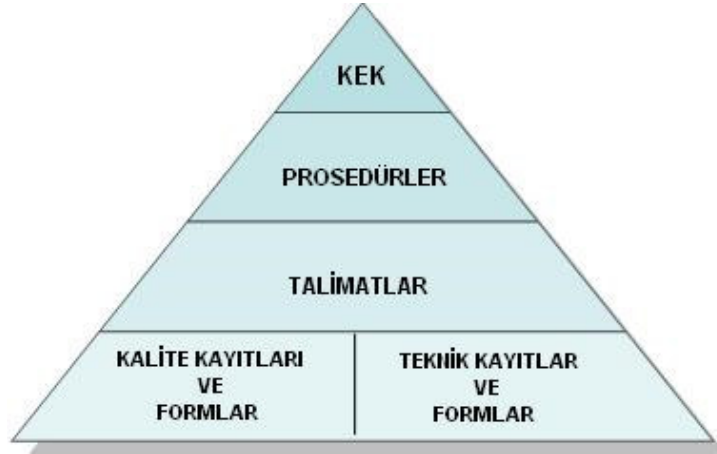 KEK
PROSEDÜRLER
TALİMATLAR
KALİTE KAYITLARI
VE
FORMLAR
TEKNİK KAYITLAR
VE
FORMLAR